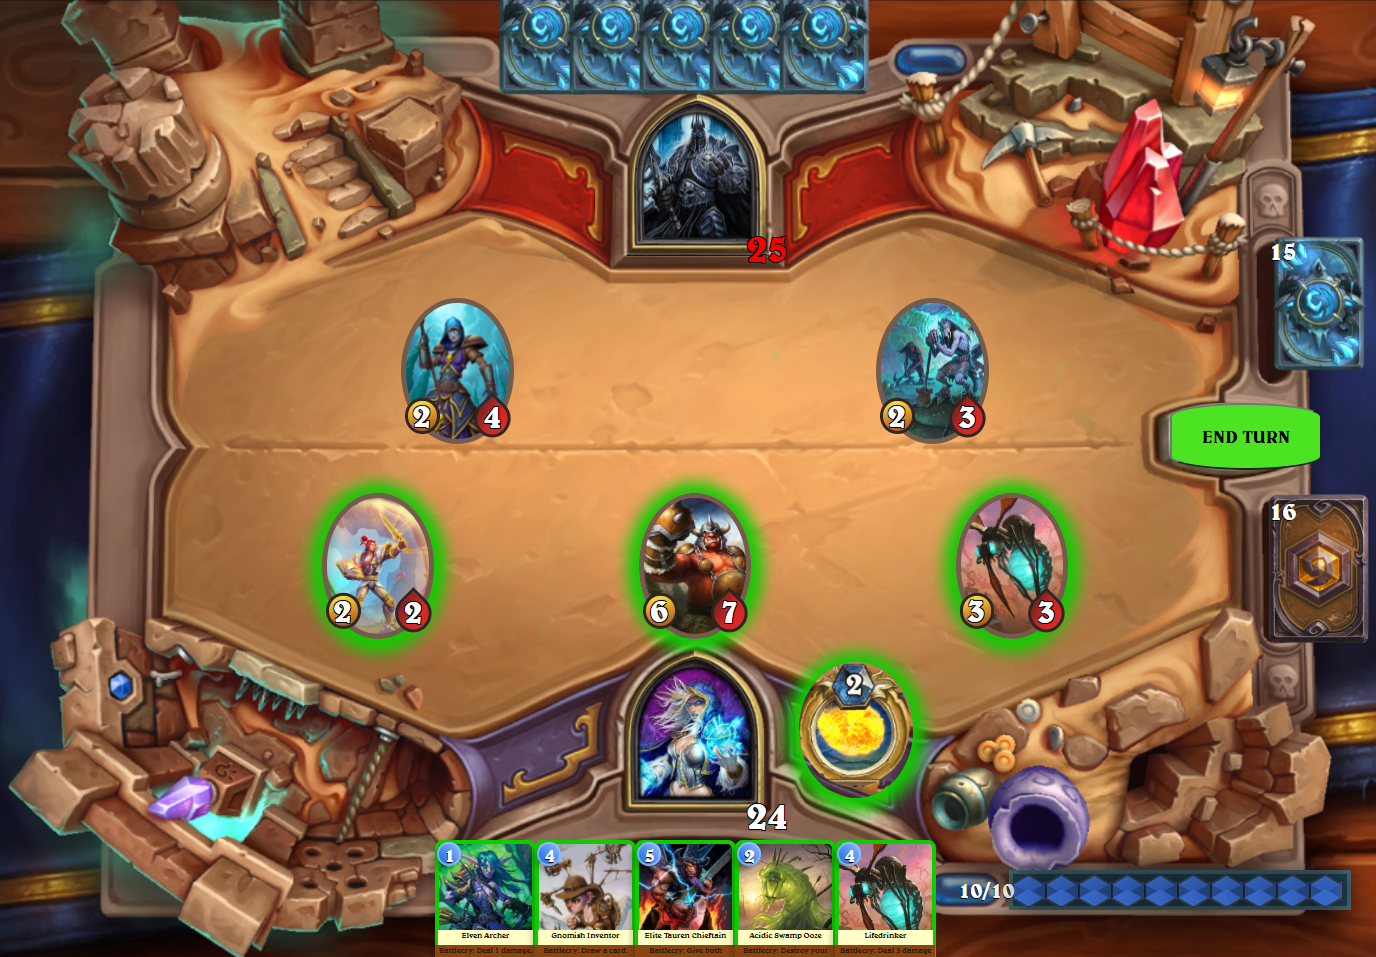 25
15
2 4
2 3
END TURN
16
2 2
6 7
3 3
2
24
1 4 5 2 4
10/10
Elven Archer
Battlecry: Deal 1 damage.
Gnomish Inventor
Battlecry: Draw a card.
Elite Tauren Chieftain
Battlecry: Give both
Acidic Swamp Ooze
Battlecry: Destroy your
Lifedrinker
Battlecry: Deal 3 damage